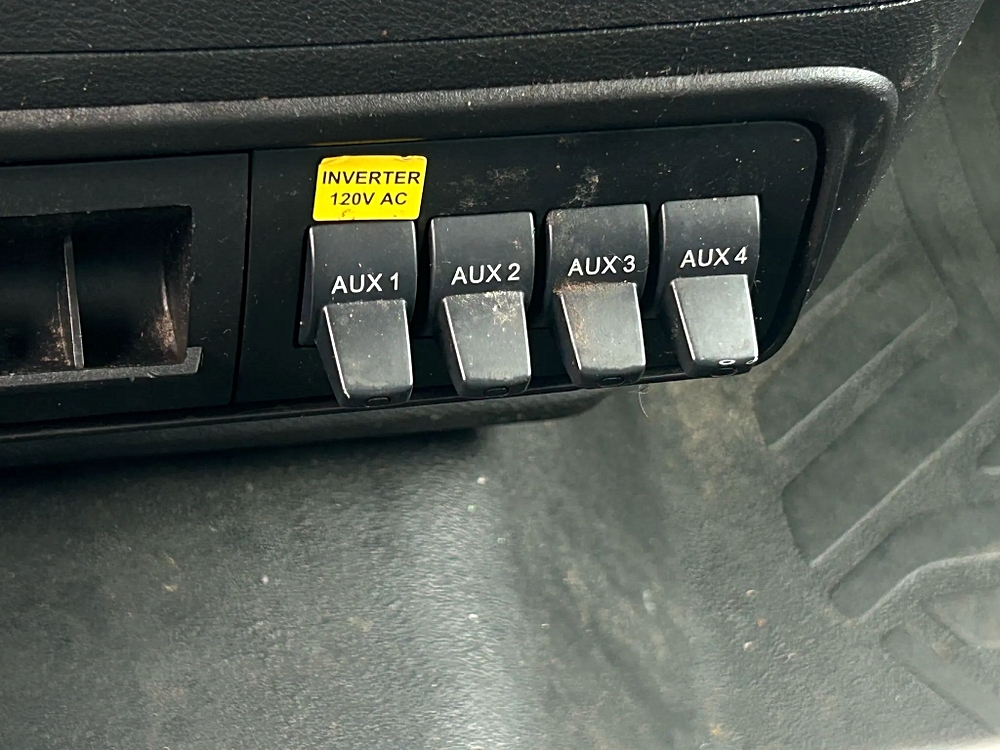 INVERTER
120V AC
AUX 1
AUX 2
AUX 3
AUX 4